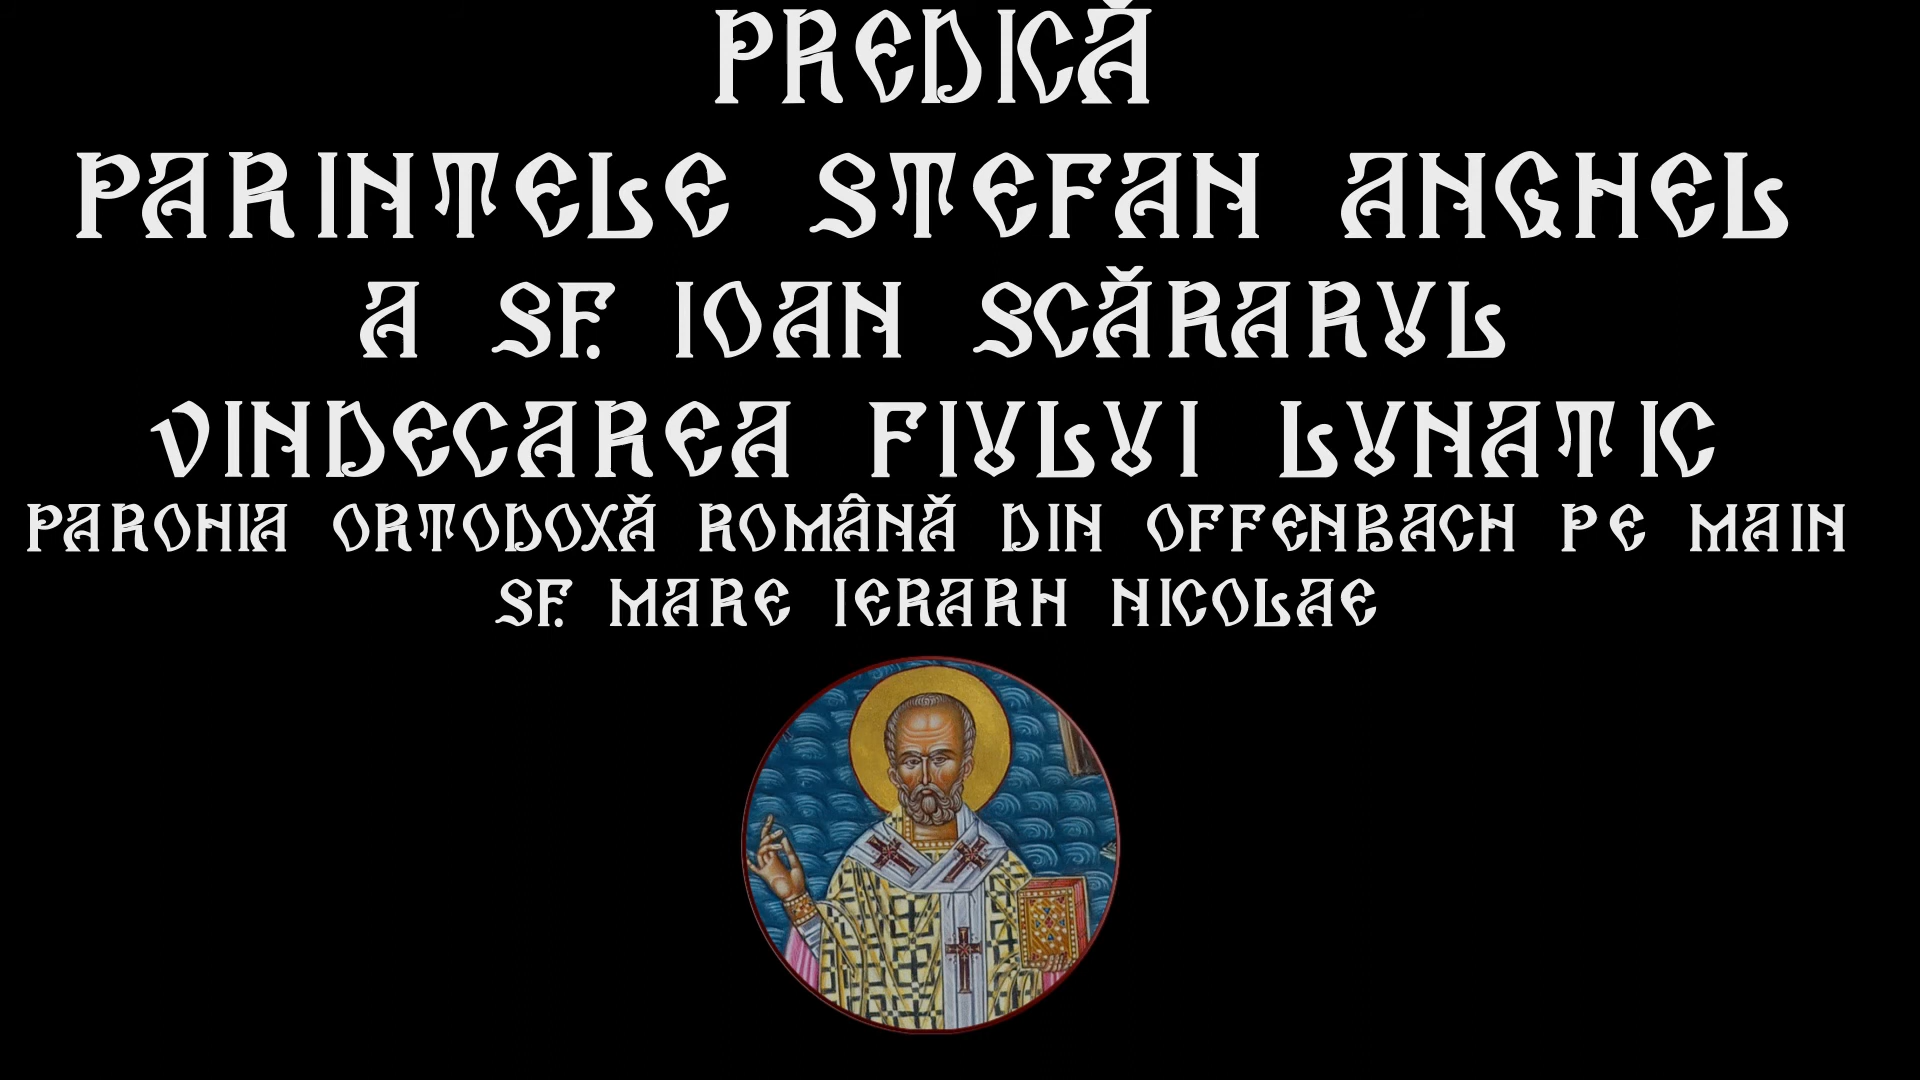 PREDICĂ
PARINTELE STEFAN ANGHEL
A SF. IOAN SCĂRARUL
VINDECAREA FIULUI LUNATIC
PAROHIA ORTODOXĂ ROMÂNĂ DIN OFFENBACH PE MAIN
SF. MARE IERARH NICOLAE